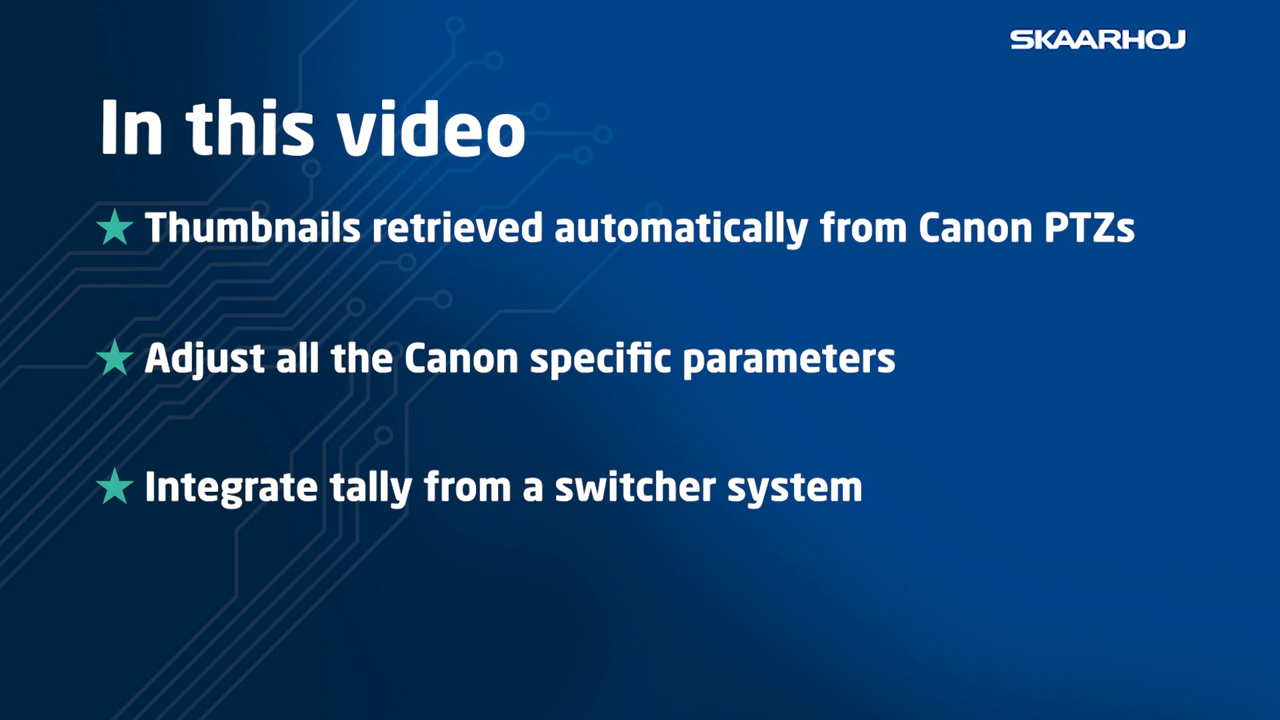 SKAARHOJ
In this video
Thumbnails retrieved automatically from Canon PTZs
Adjust all the Canon specific parameters
Integrate tally from a switcher system